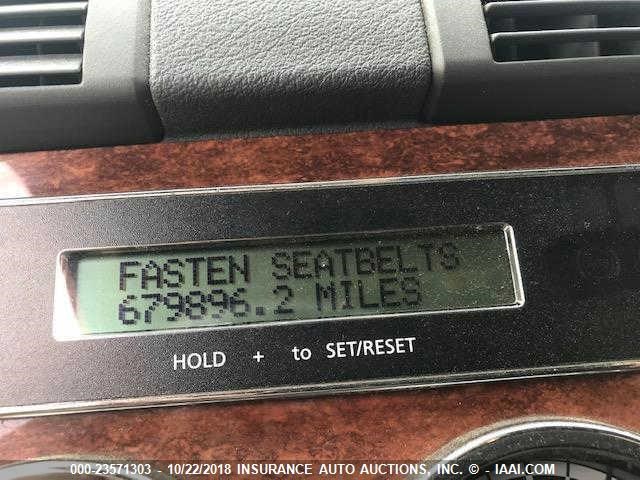 FASTEN SEATBELTS
679896.2 MILES
HOLD + to SET/RESET
000-23571303 - 10/22/2018 INSURANCE AUTO AUCTIONS, INC. © - IAAI.COM